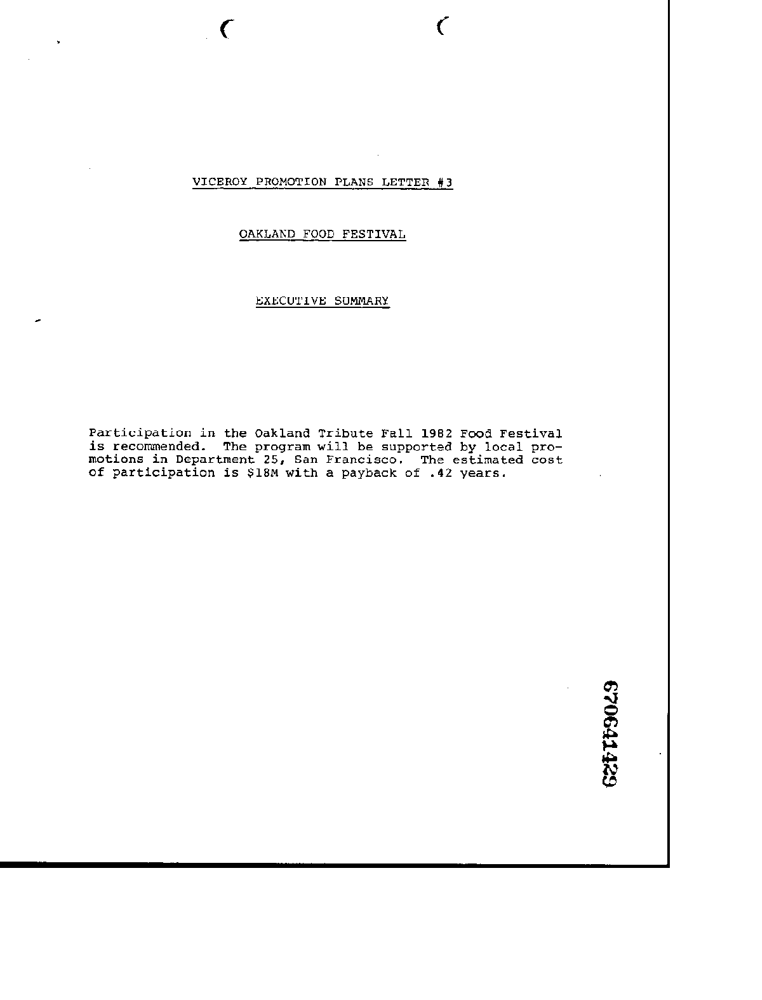 VICEROY PROMOTION PLANS LETTER #3
OAKLAND FOOD FESTIVAL
EXECUTIVE SUMMARY
Participation in the Oakland Tribute Fall 1982 Food Festival
is recommended. The program will be supported by local pro-
motions in Department 25, San Francisco. The estimated cost
of participation is $18M with a payback of .42 years.
670641429